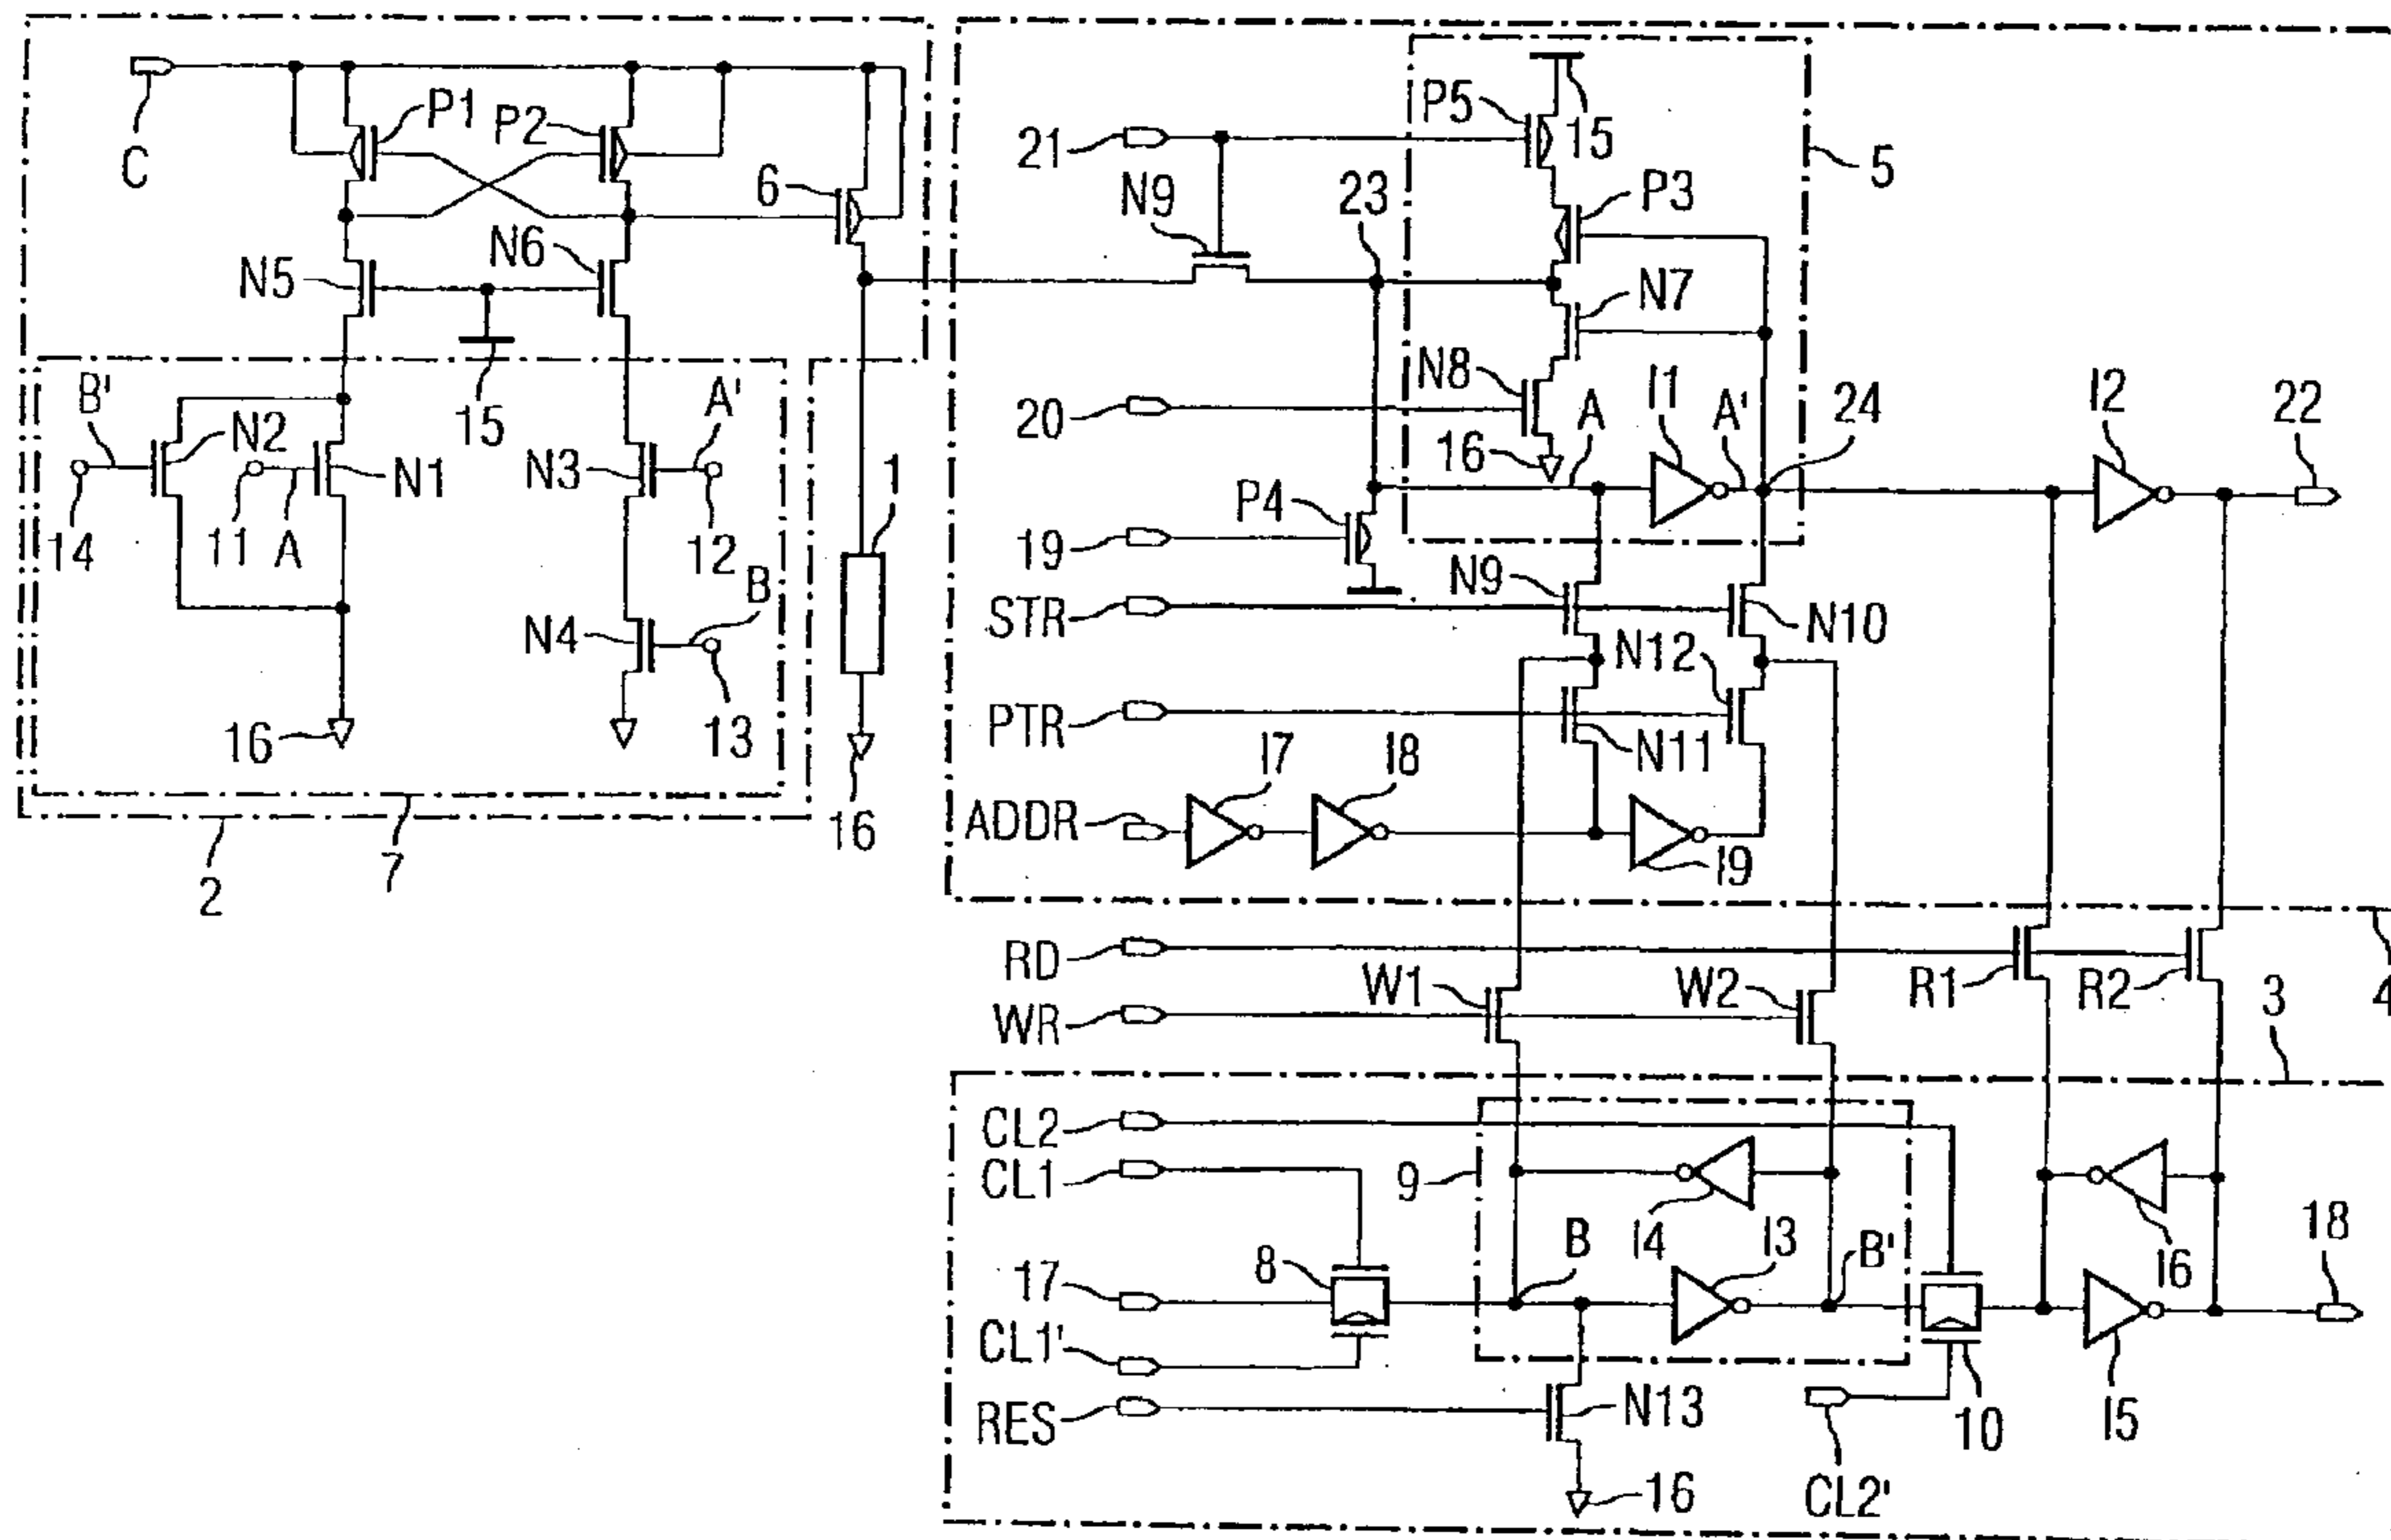 C
P1
P2
6
N5
N6
15
B'
N2
14
11
A
N1
N3
A'
12
B
N4
13
16
1
16
2
7
21
N9
23
P5
15
P3
5
N7
N8
20
16
A
I1
A'
24
I2
22
P4
19
N9
STR
N10
N12
PTR
N11
ADDR
I7
I8
I9
RD
R1
R2
4
WR
W1
W2
3
CL2
CL1
9
I4
I3
B
B'
I6
18
17
8
CL1'
RES
N13
16
10
I5
CL2'